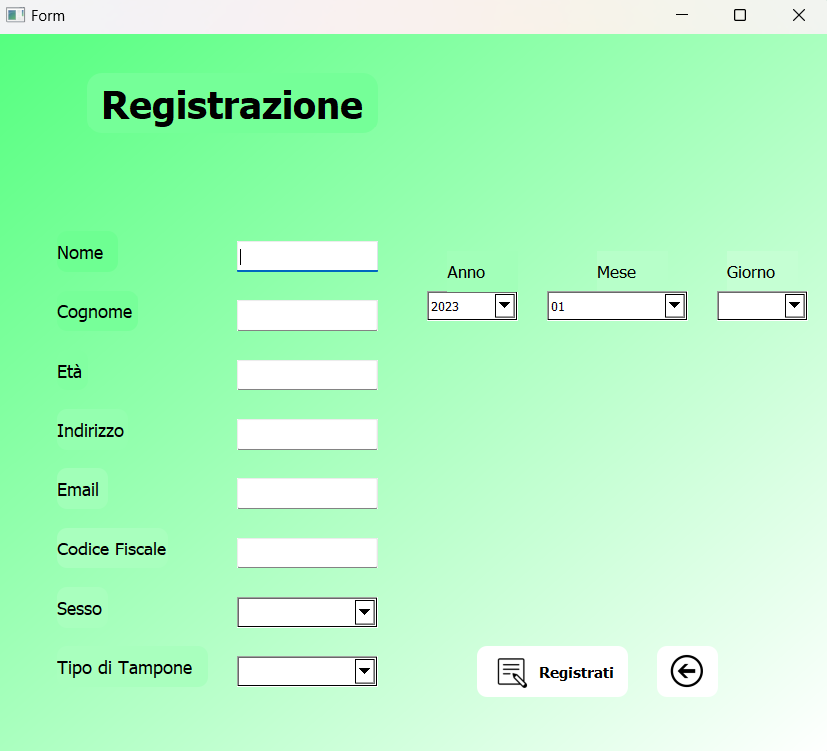 Form
Registrazione
Nome
Anno Mese Giorno
2023 01
Cognome
Età
Indirizzo
Email
Codice Fiscale
Sesso
Tipo di Tampone
Registrati